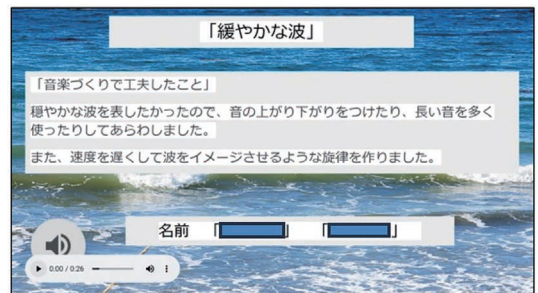 「緩やかな波」
「音楽づくりで工夫したこと」
穏やかな波を表したかったので、音の上がり下がりをつけたり、長い音を多く
使ったりしてあらわしました。
また、速度を遅くして波をイメージさせるような旋律を作りました。
名前 「 」 「 」
0:00 / 0:26